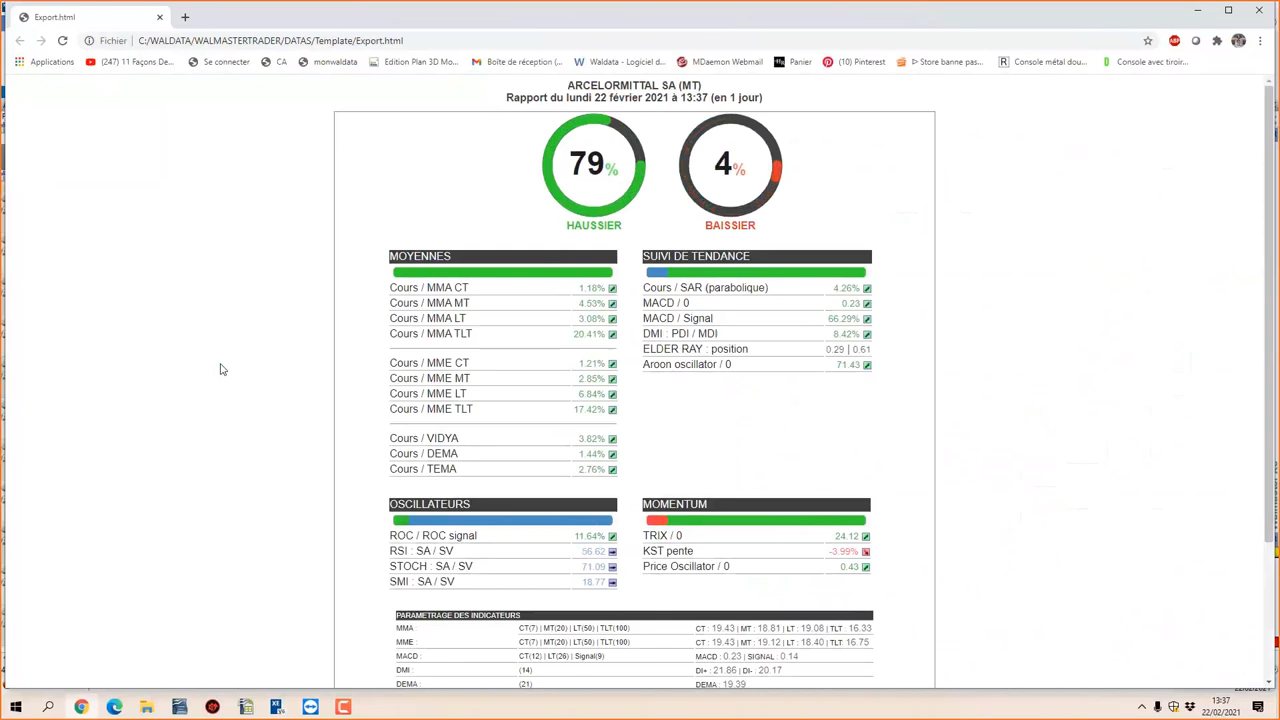 Export.html
Fichier C:/WALDATA/WALMASTERTRADER/DATAS/Template/Export.html
Applications (247) 11 Façons De... Se connecter CA monwaldata Edition Plan 3D Mo... Boîte de réception (... Waldata - Logiciel d... MDaemon Webmail Panier (10) Pinterest ▷ Store banne pas... Console métal dou... Console avec tiroir...
ARCELORMITTAL SA (MT)
Rapport du lundi 22 février 2021 à 13:37 (en 1 jour)
79% 4%
HAUSSIER BAISSIER
MOYENNES
Cours / MMA CT 1.18%
Cours / MMA MT 4.53%
Cours / MMA LT 3.08%
Cours / MMA TLT 20.41%
Cours / MME CT 1.21%
Cours / MME MT 2.85%
Cours / MME LT 6.84%
Cours / MME TLT 17.42%
Cours / VIDYA 3.82%
Cours / DEMA 1.44%
Cours / TEMA 2.76%
SUIVI DE TENDANCE
Cours / SAR (parabolique) 4.26%
MACD / 0 0.23
MACD / Signal 66.29%
DMI : PDI / MDI 8.42%
ELDER RAY : position 0.29 | 0.61
Aroon oscillator / 0 71.43
OSCILLATEURS
ROC / ROC signal 11.64%
RSI : SA / SV 56.62
STOCH : SA / SV 71.09
SMI : SA / SV 18.77
MOMENTUM
TRIX / 0 24.12
KST pente -3.99%
Price Oscillator / 0 0.43
PARAMETRAGE DES INDICATEURS
MMA : CT(7) | MT(20) | LT(50) | TLT(100) CT : 19.43 | MT : 18.81 | LT : 19.08 | TLT : 16.33
MME : CT(7) | MT(20) | LT(50) | TLT(100) CT : 19.43 | MT : 19.12 | LT : 18.40 | TLT: 16.75
MACD : CT(12) | LT(26) | Signal(9) MACD : 0.23 | SIGNAL : 0.14
DMI : (14) DI+ : 21.86 | DI- : 20.17
DEMA : (21) DEMA : 19.39
13:37
22/02/2021